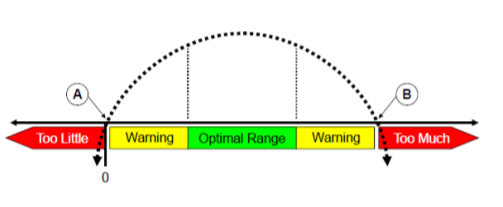 A
B
Too Little
Warning
Optimal Range
Warning
Too Much
0